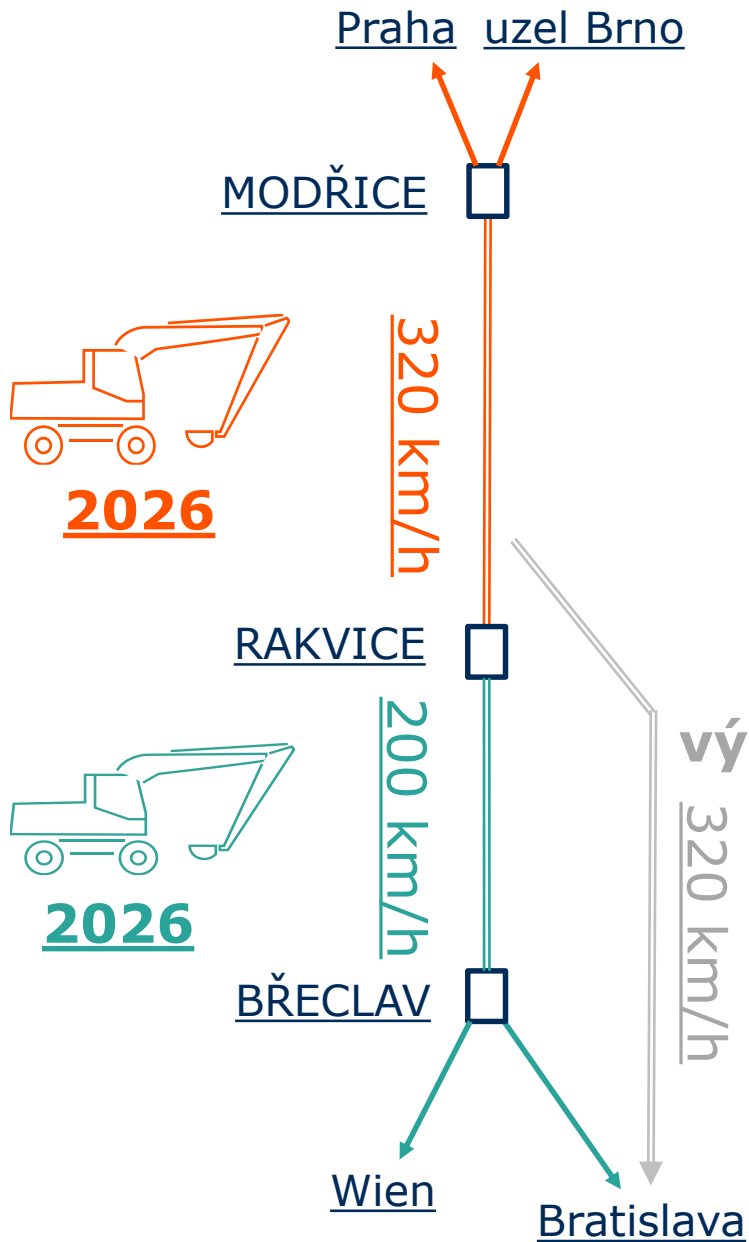 Praha uzel Brno
MODŘICE
320 km/h
2026
RAKVICE
200 km/h
vý
320 km/h
2026
BŘECLAV
Wien
Bratislava